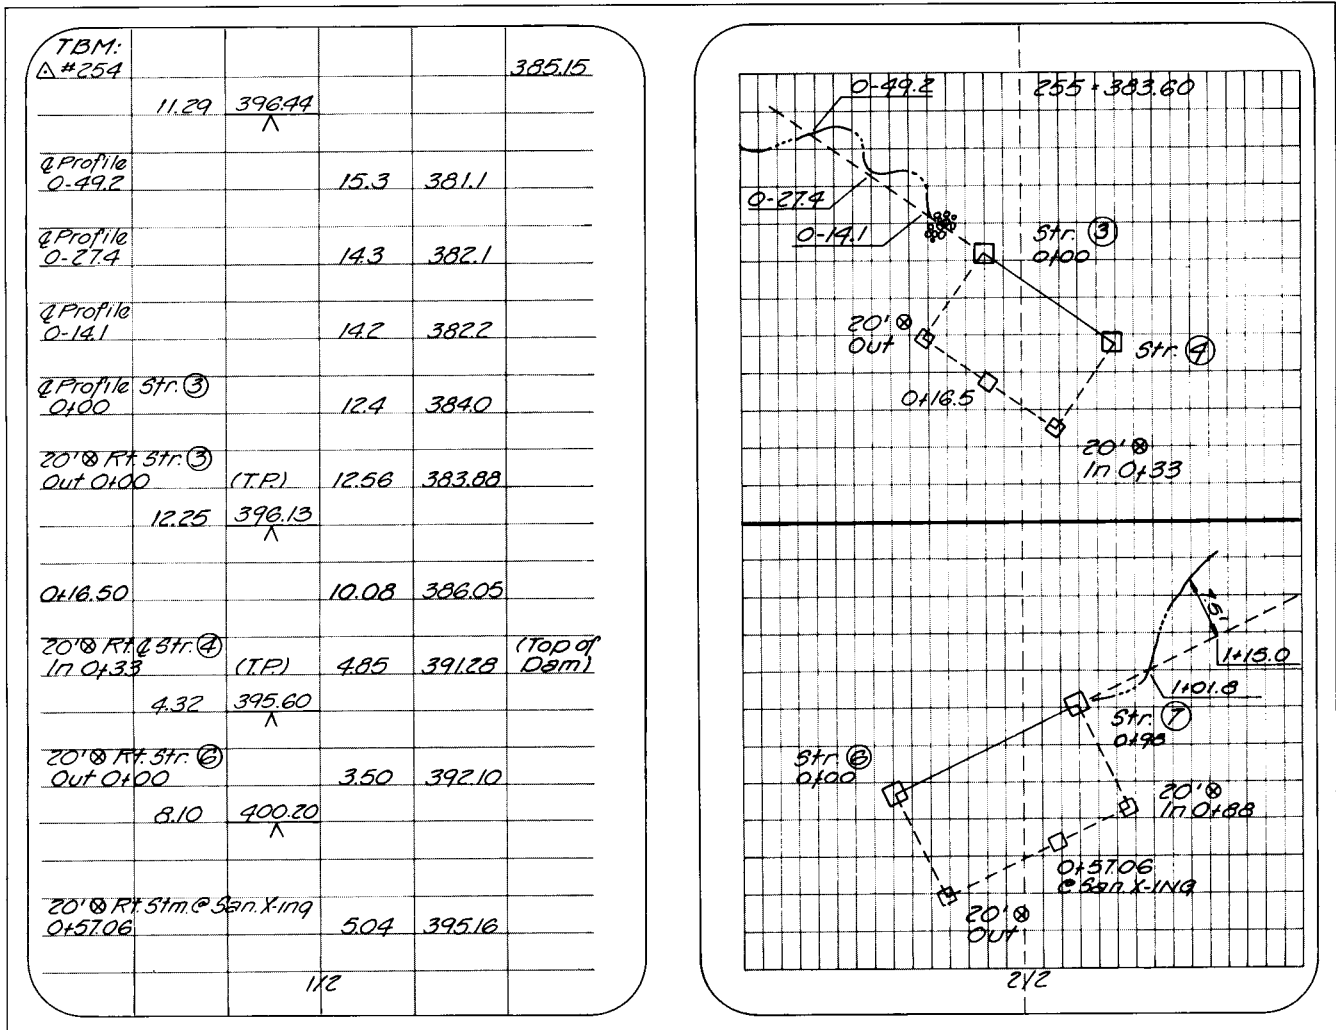 TBM:
△ #254 385.15
11.29 396.44
℄ Profile
0-49.2 15.3 381.1
℄ Profile
0-27.4 14.3 382.1
℄ Profile
0-14.1 14.2 382.2
℄ Profile Str. ③
0+00 12.4 384.0
20' ⊗ Rt. Str. ③
Out 0+00 (T.P.) 12.56 383.88
12.25 396.13
0+16.50 10.08 386.05
20' ⊗ Rt ℄ Str. ④ (Top of
In 0+33 (T.P.) 4.85 391.28 Dam)
4.32 395.60
20' ⊗ Rt. Str. ⑥
Out 0+00 3.50 392.10
8.10 400.20
20' ⊗ Rt. Stm. @ San. X-ing
0+57.06 5.04 395.16
1/2
0-49.2
255 • 383.60
0-27.4
0-14.1
Str. ③
0+00
20' ⊗
Out
Str. ④
0+16.5
20' ⊗
In 0+33
7.5'
1+15.0
1+01.8
Str. ⑦
0+98
Str. ⑥
0+00
20' ⊗
In 0+88
0+57.06
@ San. X-ING
20' ⊗
Out
2/2